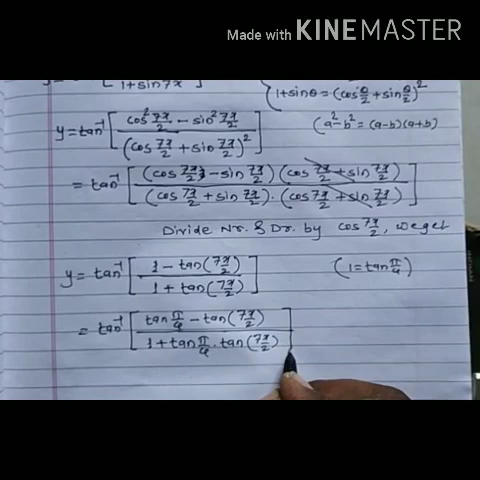 Made with KINEMASTER
1+sin7x ]
1+sinθ = (cos θ/2 + sin θ/2)²
y = tan⁻¹ [ (cos² 7x/2 − sin² 7x/2) / (cos 7x/2 + sin 7x/2)² ]
(a²−b² = (a−b)(a+b))
= tan⁻¹ [ (cos 7x/2 − sin 7x/2)(cos 7x/2 + sin 7x/2) / (cos 7x/2 + sin 7x/2).(cos 7x/2 + sin 7x/2) ]
Divide Nr. & Dr. by cos 7x/2, we get
y = tan⁻¹ [ (1 − tan(7x/2)) / (1 + tan(7x/2)) ] (1 = tan π/4)
= tan⁻¹ [ (tan π/4 − tan(7x/2)) / (1 + tan π/4 . tan(7x/2)) ]